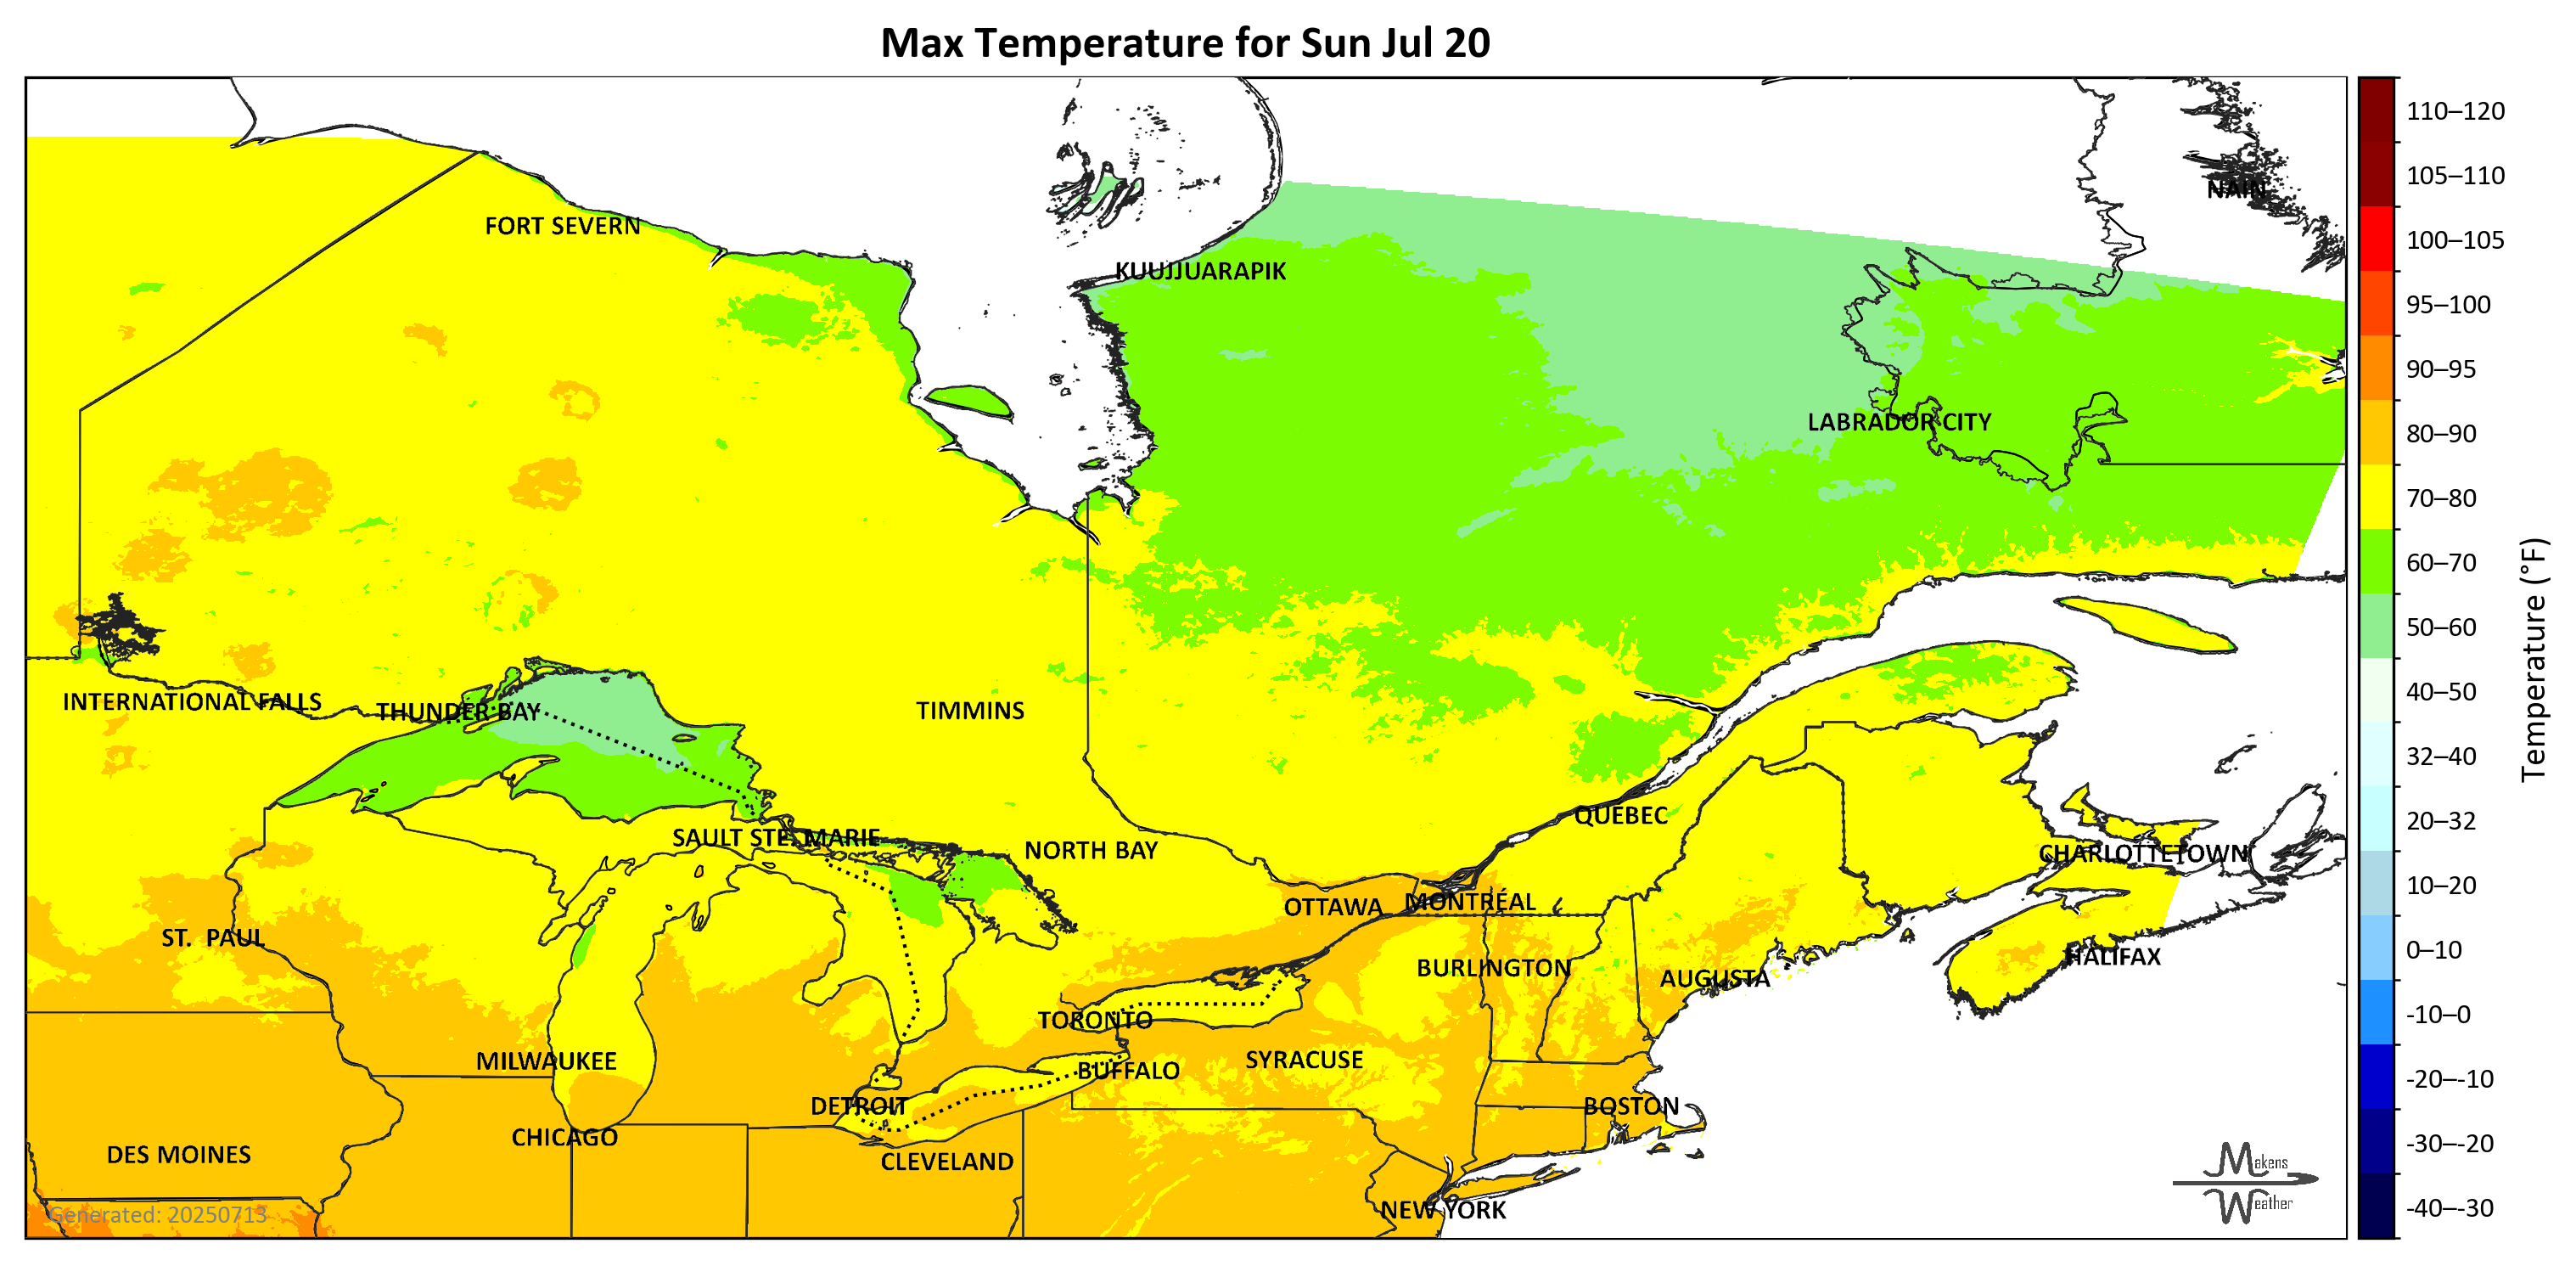 Max Temperature for Sun Jul 20
NAIN
FORT SEVERN
KUUJJUARAPIK
LABRADOR CITY
INTERNATIONAL FALLS
THUNDER BAY
TIMMINS
QUÉBEC
SAULT STE. MARIE
NORTH BAY
CHARLOTTETOWN
OTTAWA
MONTRÉAL
ST. PAUL
HALIFAX
BURLINGTON
AUGUSTA
TORONTO
MILWAUKEE
SYRACUSE
BUFFALO
DETROIT
BOSTON
CHICAGO
DES MOINES
CLEVELAND
NEW YORK
Generated: 20250713
Makens
Weather
110–120
105–110
100–105
95–100
90–95
80–90
70–80
60–70
50–60
40–50
32–40
20–32
10–20
0–10
-10–0
-20–-10
-30–-20
-40–-30
Temperature (°F)